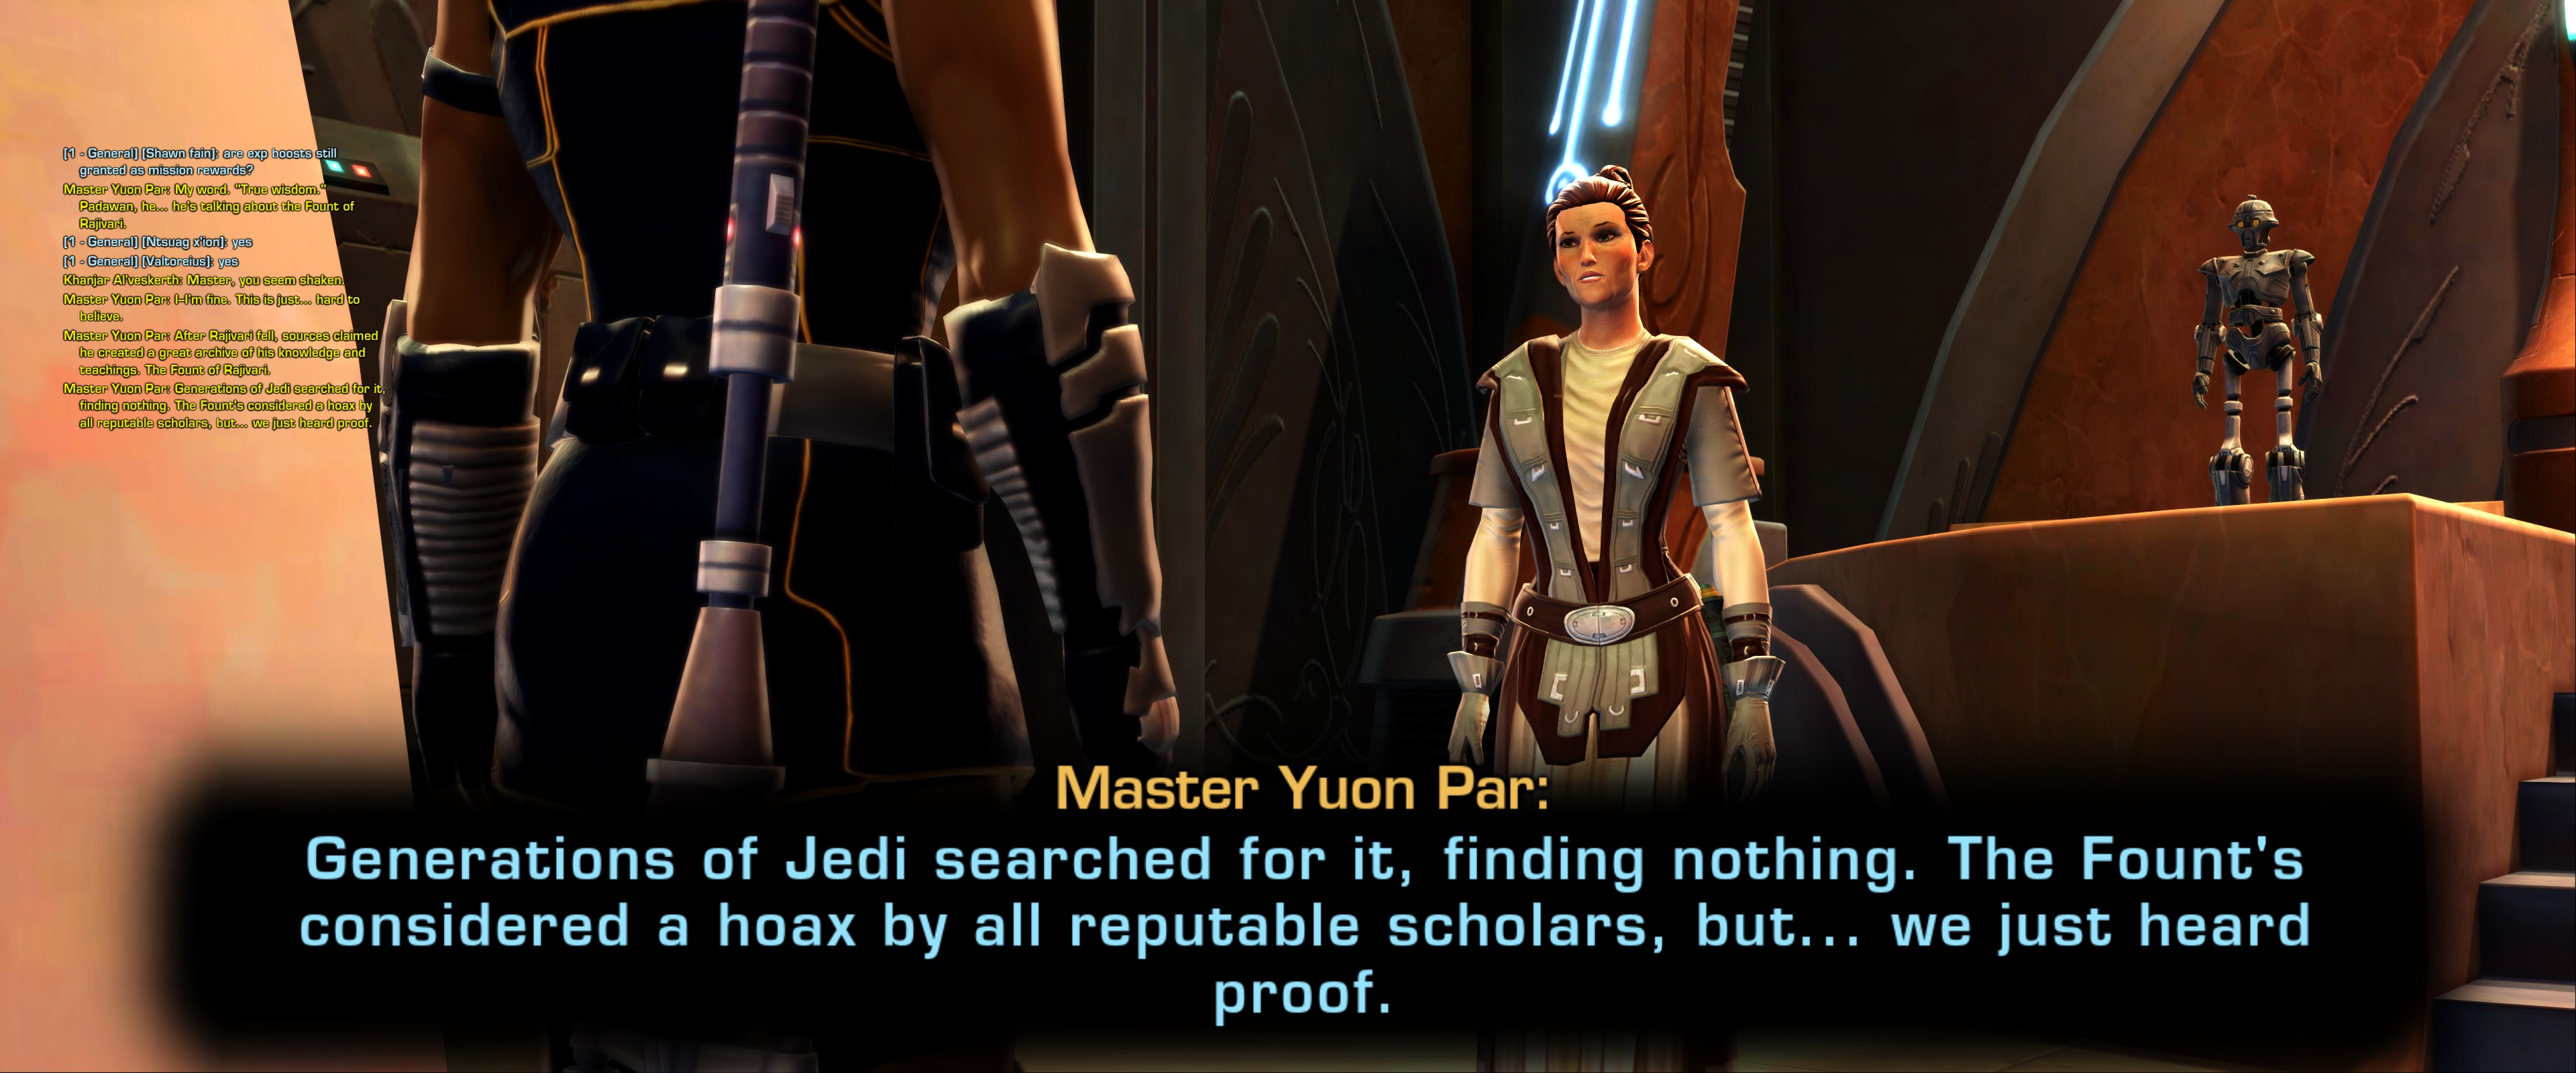 [1 - General] [Shawn fain]: are exp boosts still
granted as mission rewards?
Master Yuon Par: My word. "True wisdom."
Padawan, he... he's talking about the Fount of
Rajivari.
[1 - General] [Ntsuag x'ion]: yes
[1 - General] [Valtoreius]: yes
Khanjar Al'veskerth: Master, you seem shaken.
Master Yuon Par: I–I'm fine. This is just... hard to
believe.
Master Yuon Par: After Rajivari fell, sources claimed
he created a great archive of his knowledge and
teachings. The Fount of Rajivari.
Master Yuon Par: Generations of Jedi searched for it,
finding nothing. The Fount's considered a hoax by
all reputable scholars, but... we just heard proof.
Master Yuon Par:
Generations of Jedi searched for it, finding nothing. The Fount's
considered a hoax by all reputable scholars, but... we just heard
proof.